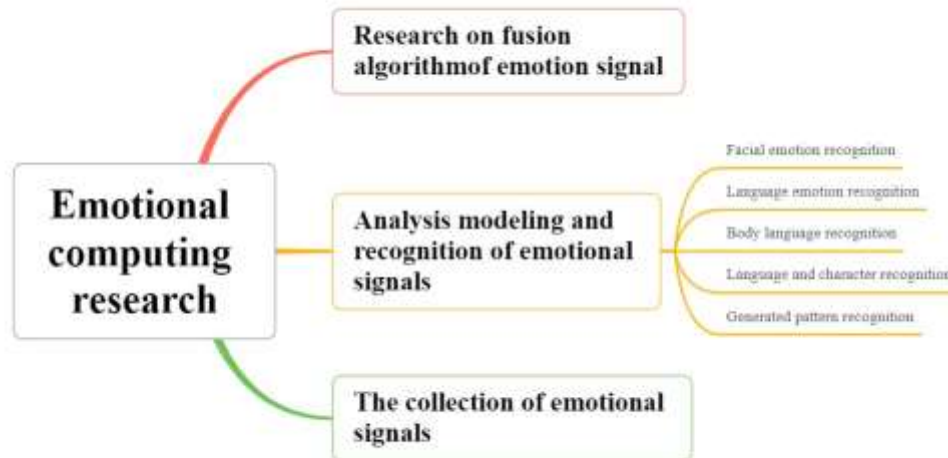 Emotional
computing
research
Research on fusion
algorithmof emotion signal
Analysis modeling and
recognition of emotional
signals
Facial emotion recognition
Language emotion recognition
Body language recognition
Language and character recognition
Generated pattern recognition
The collection of emotional
signals